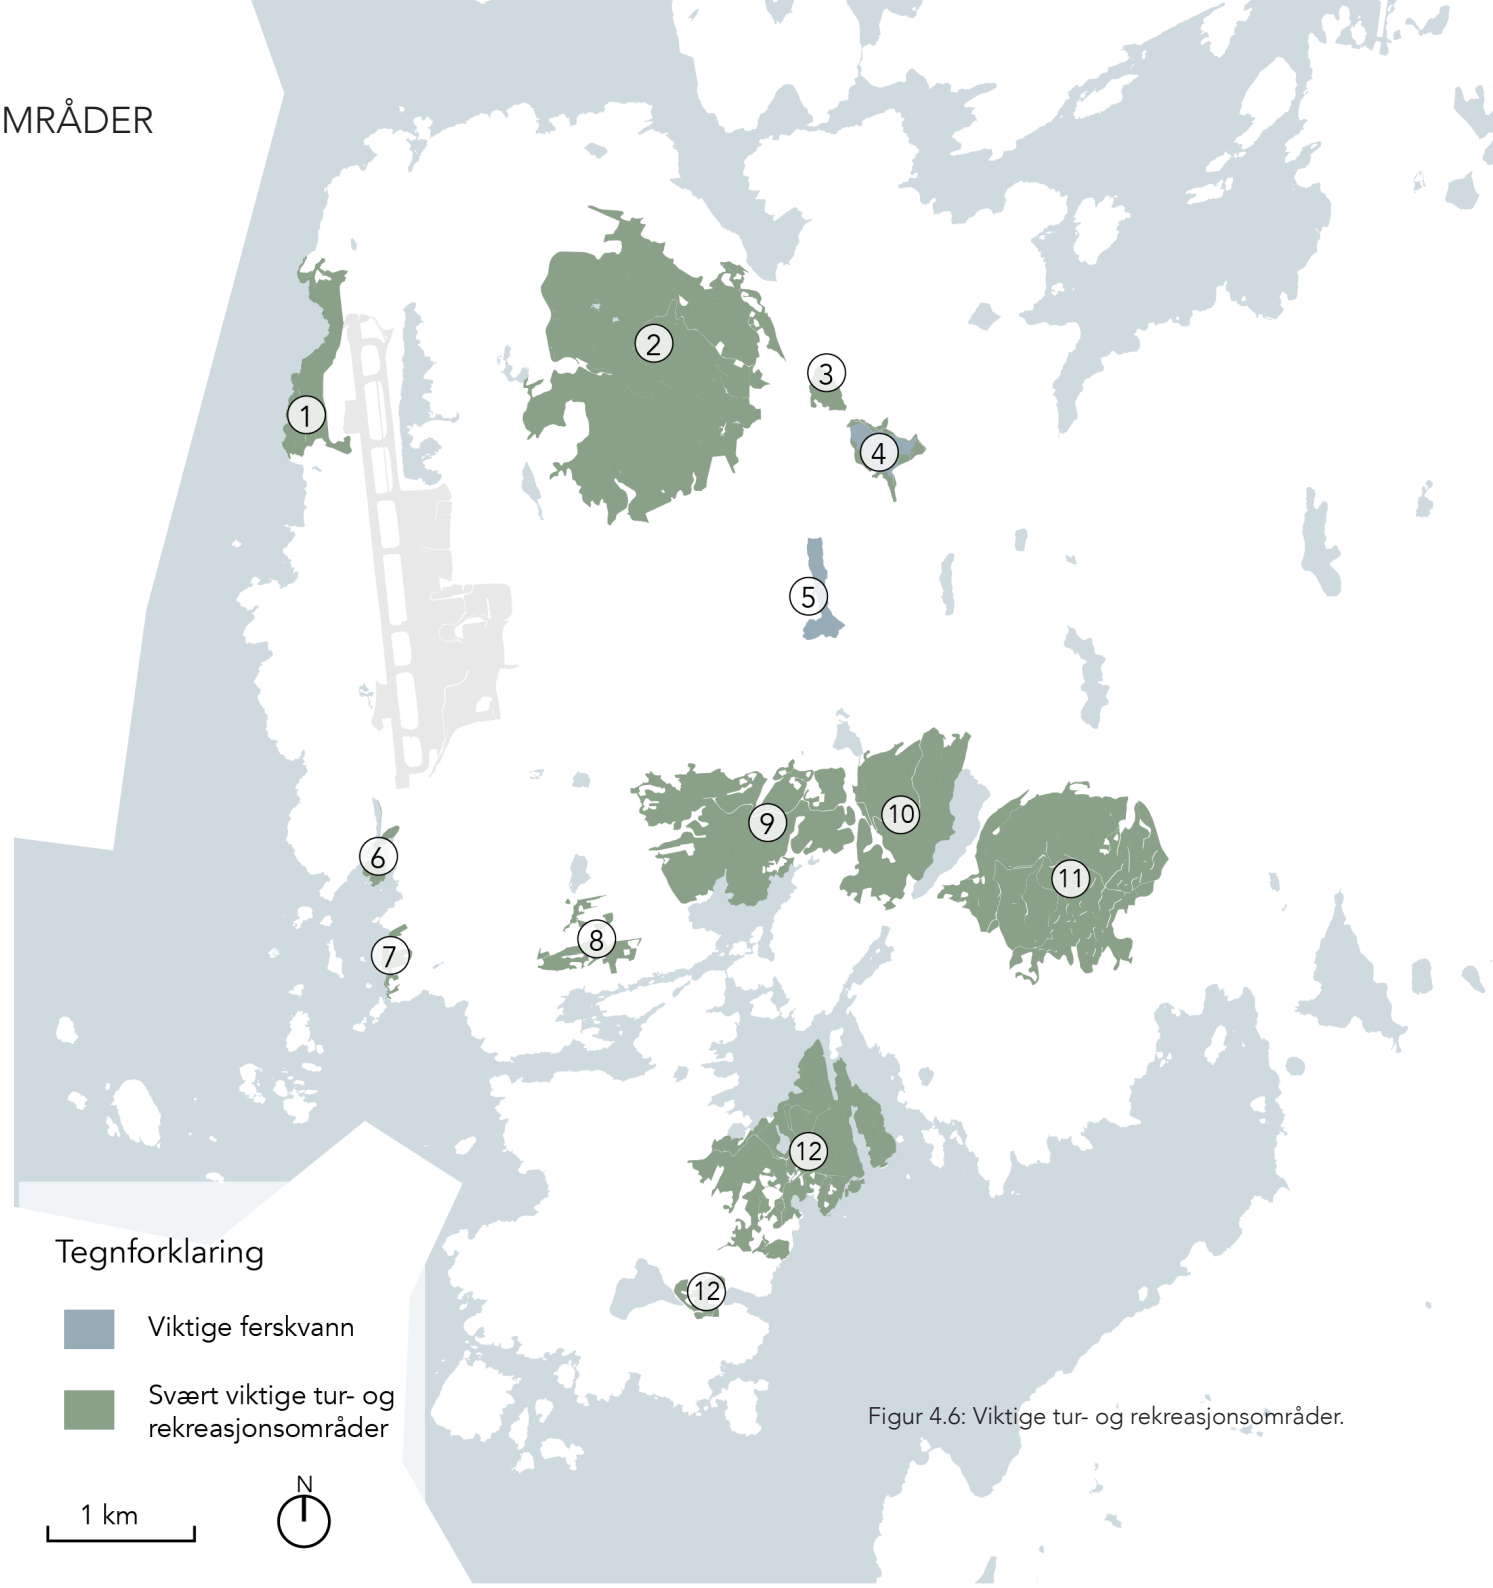 MRÅDER
2
3
1
4
5
10
9
6
11
8
7
12
12
Tegnforklaring
Viktige ferskvann
Svært viktige tur- og
rekreasjonsområder
Figur 4.6: Viktige tur- og rekreasjonsområder.
N
1 km